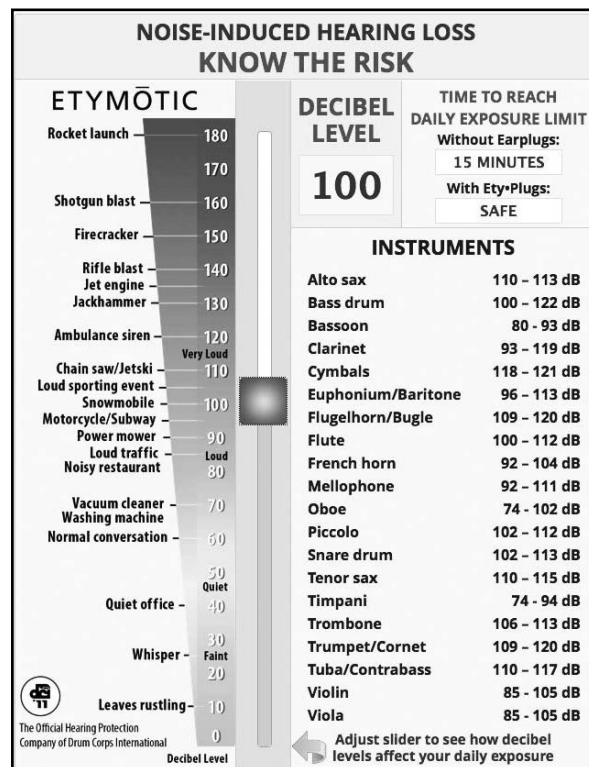 NOISE-INDUCED HEARING LOSS
KNOW THE RISK
ETYMŌTIC
Rocket launch
180
170
Shotgun blast
160
Firecracker
150
Rifle blast
140
Jet engine
Jackhammer
130
Ambulance siren
120
Very Loud
Chain saw/Jetski
110
Loud sporting event
Snowmobile
100
Motorcycle/Subway
Power mower
90
Loud traffic
Loud
Noisy restaurant
80
Vacuum cleaner
70
Washing machine
Normal conversation
60
50
Quiet
Quiet office
40
30
Whisper
Faint
20
Leaves rustling
10
0
The Official Hearing Protection
Company of Drum Corps International
Decibel Level
DECIBEL
LEVEL
100
TIME TO REACH
DAILY EXPOSURE LIMIT
Without Earplugs:
15 MINUTES
With Ety•Plugs:
SAFE
INSTRUMENTS
Alto sax 110 – 113 dB
Bass drum 100 – 122 dB
Bassoon 80 - 93 dB
Clarinet 93 – 119 dB
Cymbals 118 – 121 dB
Euphonium/Baritone 96 – 113 dB
Flugelhorn/Bugle 109 – 120 dB
Flute 100 – 112 dB
French horn 92 – 104 dB
Mellophone 92 – 111 dB
Oboe 74 - 102 dB
Piccolo 102 – 112 dB
Snare drum 102 – 113 dB
Tenor sax 110 – 115 dB
Timpani 74 - 94 dB
Trombone 106 – 113 dB
Trumpet/Cornet 109 – 120 dB
Tuba/Contrabass 110 – 117 dB
Violin 85 - 105 dB
Viola 85 - 105 dB
Adjust slider to see how decibel
levels affect your daily exposure